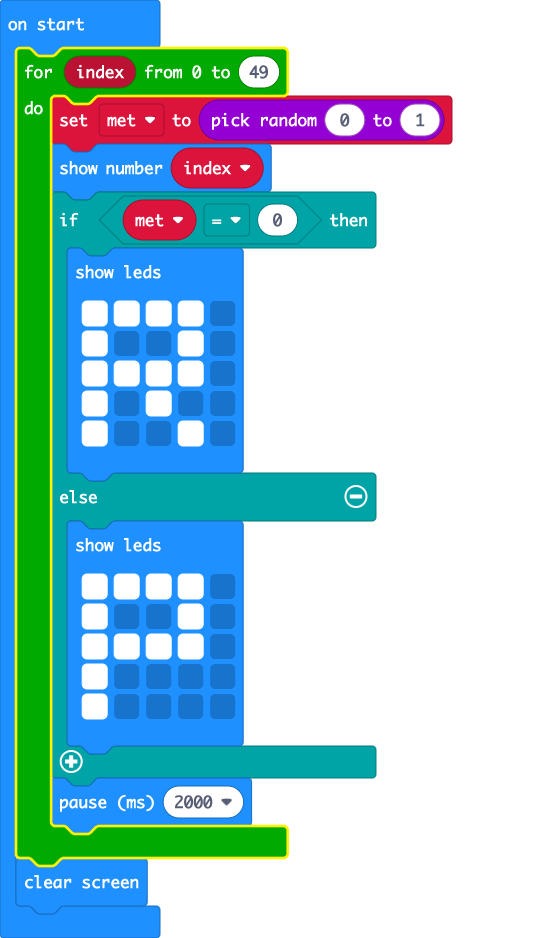 on start
for index from 0 to 49
do
set met to pick random 0 to 1
show number index
if met = 0 then
show leds
else
show leds
pause (ms) 2000
clear screen